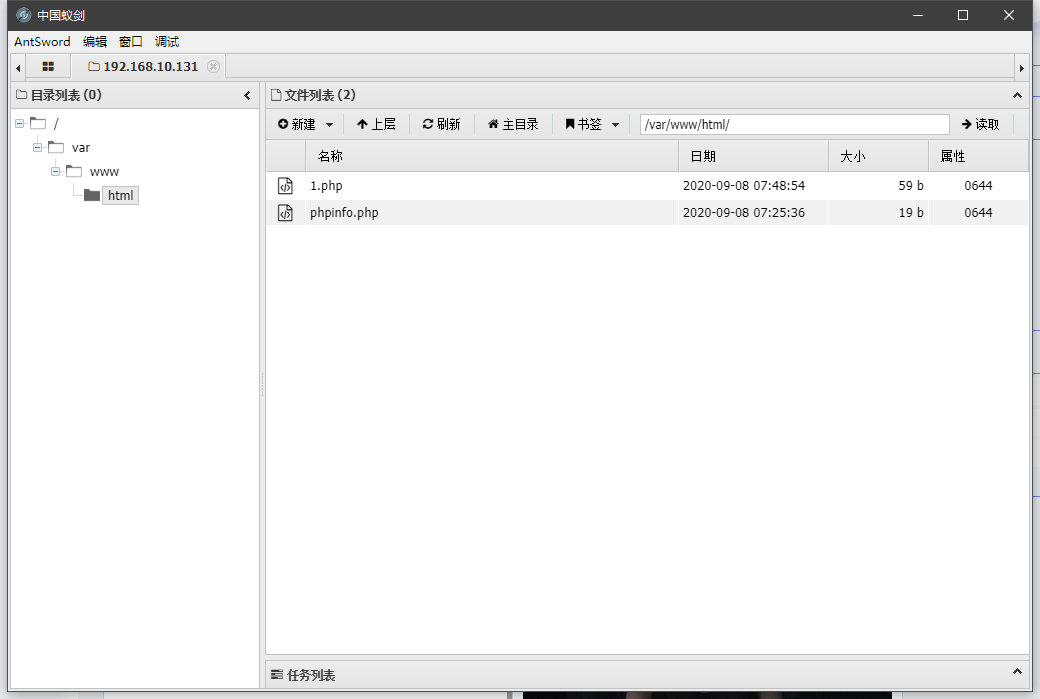 中国蚁剑
AntSword 编辑 窗口 调试
192.168.10.131
目录列表 (0)
文件列表 (2)
新建 上层 刷新 主目录 书签 /var/www/html/ 读取
/
var
www
html
名称 日期 大小 属性
1.php 2020-09-08 07:48:54 59 b 0644
phpinfo.php 2020-09-08 07:25:36 19 b 0644
任务列表